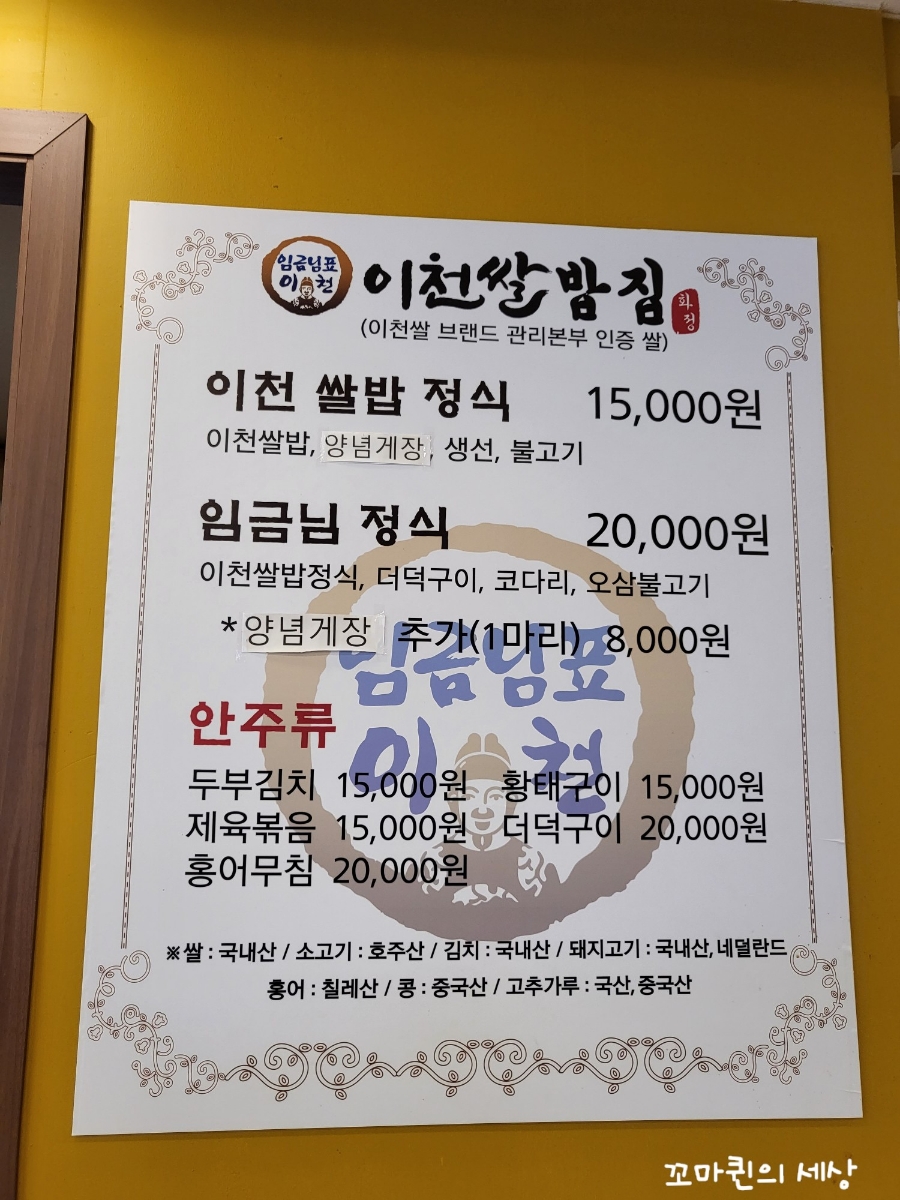 임금님표
이천
이천쌀밥집
화정
(이천쌀 브랜드 관리본부 인증 쌀)
이천 쌀밥 정식 15,000원
이천쌀밥, 양념게장, 생선, 불고기
임금님 정식 20,000원
이천쌀밥정식, 더덕구이, 코다리, 오삼불고기
*양념게장 추가(1마리) 8,000원
임금님표
이천
안주류
두부김치 15,000원 황태구이 15,000원
제육볶음 15,000원 더덕구이 20,000원
홍어무침 20,000원
※쌀 : 국내산 / 소고기 : 호주산 / 김치 : 국내산 / 돼지고기 : 국내산, 네덜란드
홍어 : 칠레산 / 콩 : 중국산 / 고추가루 : 국산, 중국산
꼬마퀸의 세상